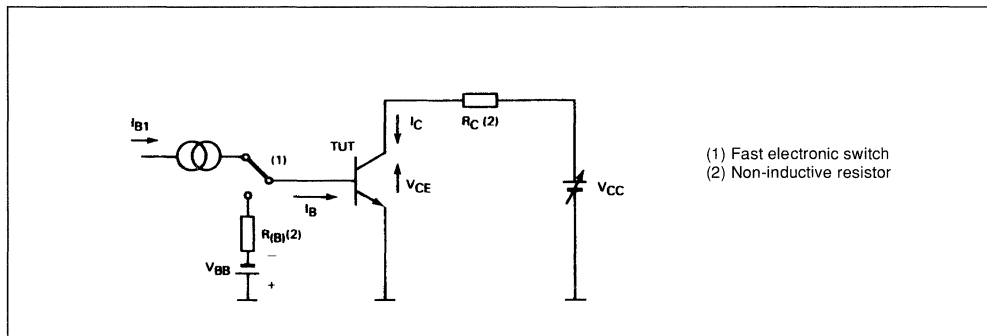 I_B1
(1)
TUT
I_C
R_C (2)
V_CE
I_B
V_CC
R_(B) (2)
V_BB
−
+
(1) Fast electronic switch
(2) Non-inductive resistor